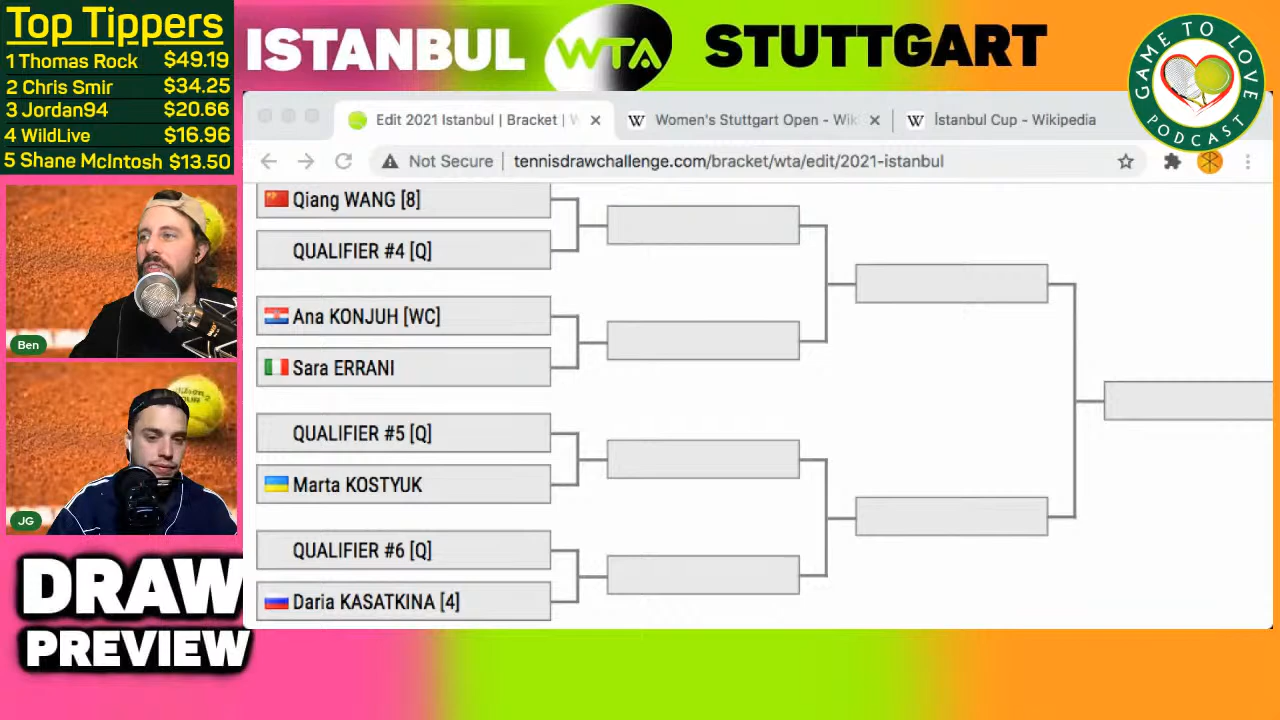 Top Tippers
1 Thomas Rock $49.19
2 Chris Smir $34.25
3 Jordan94 $20.66
4 WildLive $16.96
5 Shane McIntosh $13.50
ISTANBUL WTA STUTTGART
GAME TO LOVE
PODCAST
Edit 2021 Istanbul | Bracket | W
Women's Stuttgart Open - Wik
İstanbul Cup - Wikipedia
Not Secure | tennisdrawchallenge.com/bracket/wta/edit/2021-istanbul
Qiang WANG [8]
QUALIFIER #4 [Q]
Ana KONJUH [WC]
Sara ERRANI
QUALIFIER #5 [Q]
Marta KOSTYUK
QUALIFIER #6 [Q]
Daria KASATKINA [4]
Ben
JG
DRAW
PREVIEW